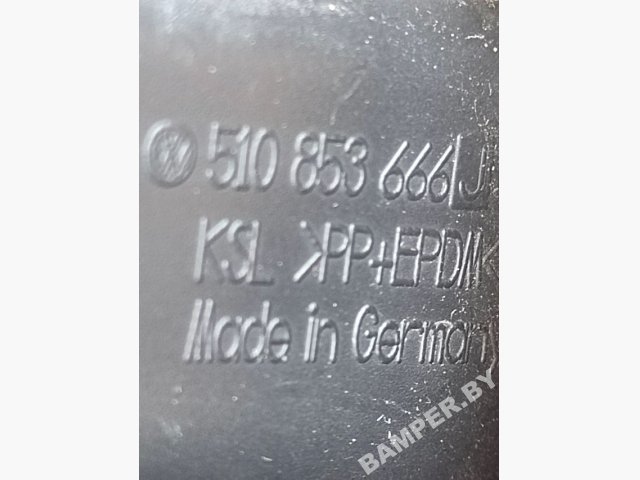 510 853 666 J
KSL >PP+EPDM<
Made in Germany
BAMPER.BY